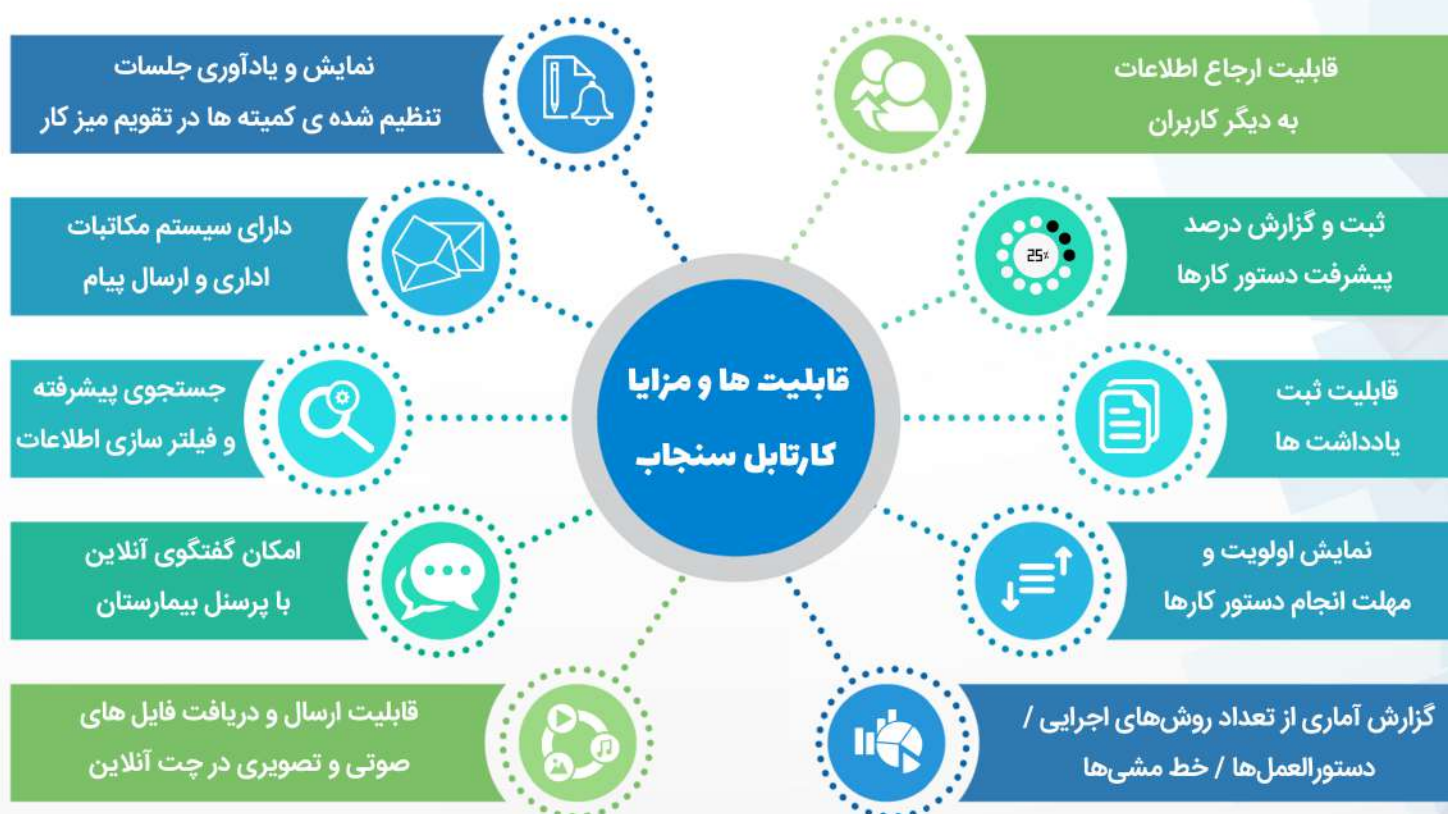 قابلیت ها و مزایا
کارتابل سنجاب
قابلیت ارجاع اطلاعات
به دیگر کاربران
ثبت و گزارش درصد
پیشرفت دستور کارها
25%
قابلیت ثبت
یادداشت ها
نمایش اولویت و
مهلت انجام دستور کارها
گزارش آماری از تعداد روش‌های اجرایی /
دستورالعمل‌ها / خط مشی‌ها
نمایش و یادآوری جلسات
تنظیم شده ی کمیته ها در تقویم میز کار
دارای سیستم مکاتبات
اداری و ارسال پیام
جستجوی پیشرفته
و فیلتر سازی اطلاعات
امکان گفتگوی آنلاین
با پرسنل بیمارستان
قابلیت ارسال و دریافت فایل های
صوتی و تصویری در چت آنلاین